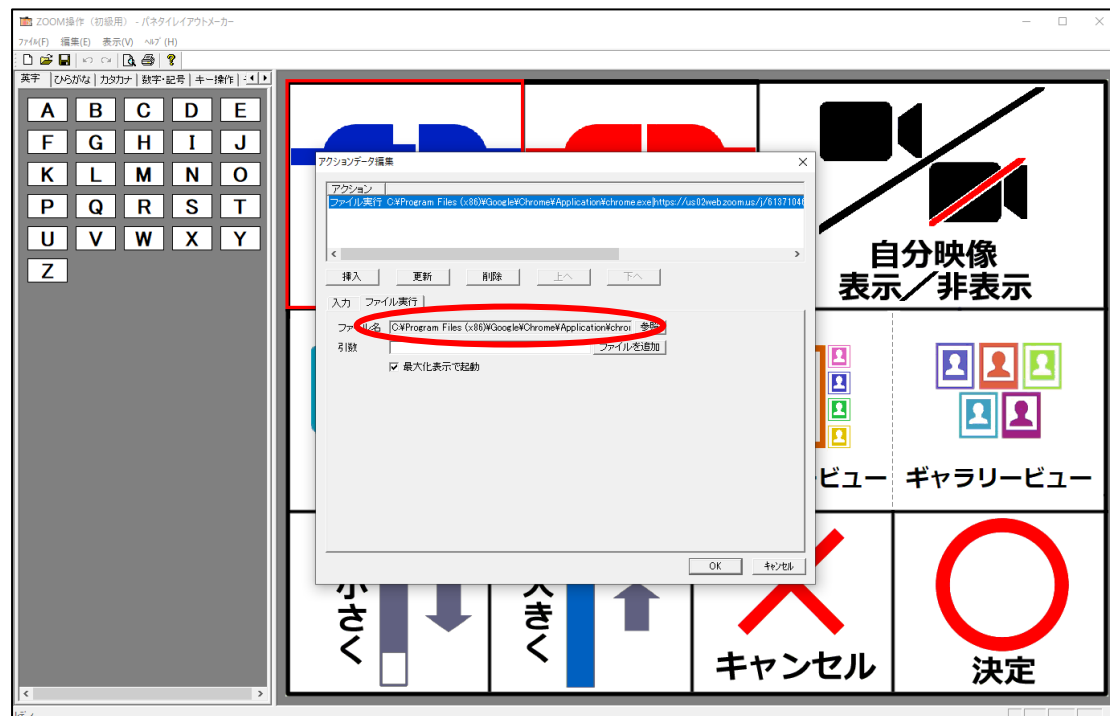 ZOOM操作（初級用） - パネタイレイアウトメーカー
ファイル(F) 編集(E) 表示(V) ヘルプ(H)
英字 ひらがな カタカナ 数字・記号 キー操作
A B C D E
F G H I J
K L M N O
P Q R S T
U V W X Y
Z
自分映像
表示／非表示
アクションデータ編集
アクション
ファイル実行 C:¥Program Files (x86)¥Google¥Chrome¥Application¥chrome.exe|https://us02web.zoom.us/j/6137104
挿入 更新 削除 上へ 下へ
入力 ファイル実行
ファイル名 C:¥Program Files (x86)¥Google¥Chrome¥Application¥chro 参照
引数 ファイルを追加
最大化表示で起動
OK キャンセル
ビュー
ギャラリービュー
小さく
大きく
キャンセル
決定
レディ